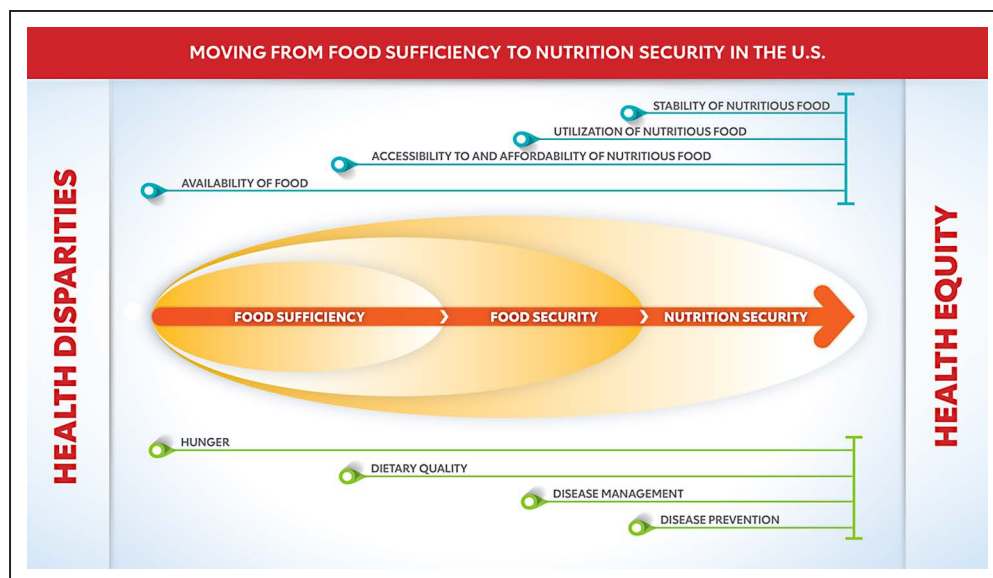 MOVING FROM FOOD SUFFICIENCY TO NUTRITION SECURITY IN THE U.S.
HEALTH DISPARITIES
STABILITY OF NUTRITIOUS FOOD
UTILIZATION OF NUTRITIOUS FOOD
ACCESSIBILITY TO AND AFFORDABILITY OF NUTRITIOUS FOOD
AVAILABILITY OF FOOD
FOOD SUFFICIENCY
FOOD SECURITY
NUTRITION SECURITY
HUNGER
DIETARY QUALITY
DISEASE MANAGEMENT
DISEASE PREVENTION
HEALTH EQUITY